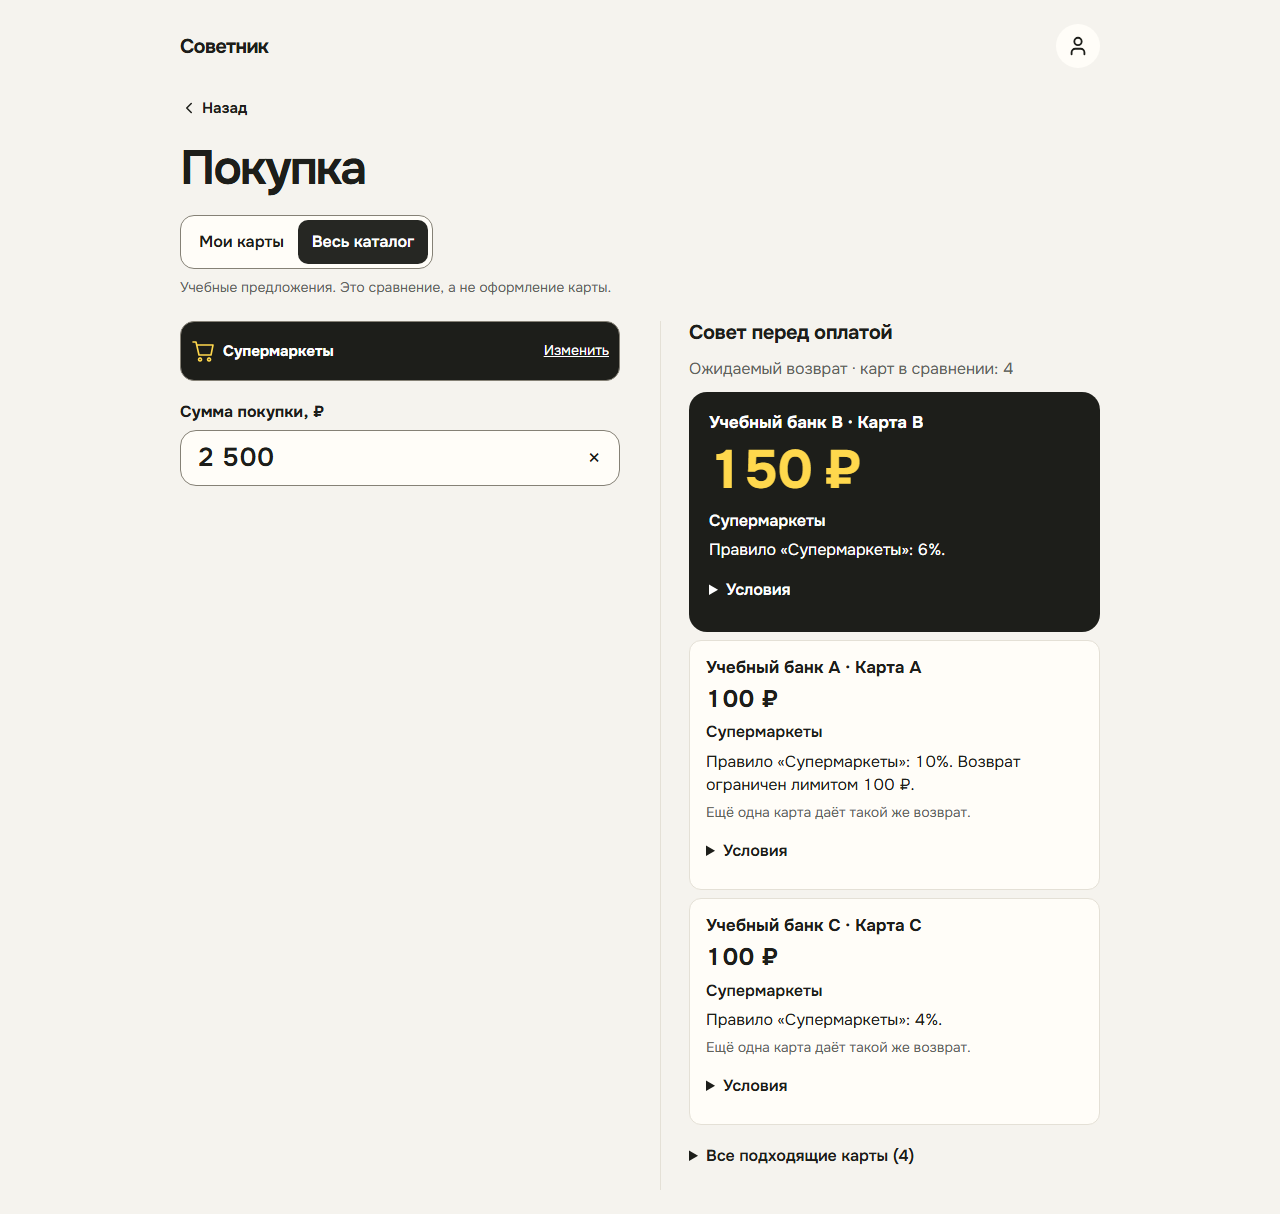 Советник
Назад
Покупка
Мои карты
Весь каталог
Учебные предложения. Это сравнение, а не оформление карты.
Супермаркеты
Изменить
Сумма покупки, ₽
2 500
×
Совет перед оплатой
Ожидаемый возврат · карт в сравнении: 4
Учебный банк B · Карта B
150 ₽
Супермаркеты
Правило «Супермаркеты»: 6%.
Условия
Учебный банк A · Карта A
100 ₽
Супермаркеты
Правило «Супермаркеты»: 10%. Возврат
ограничен лимитом 100 ₽.
Ещё одна карта даёт такой же возврат.
Условия
Учебный банк C · Карта C
100 ₽
Супермаркеты
Правило «Супермаркеты»: 4%.
Ещё одна карта даёт такой же возврат.
Условия
Все подходящие карты (4)